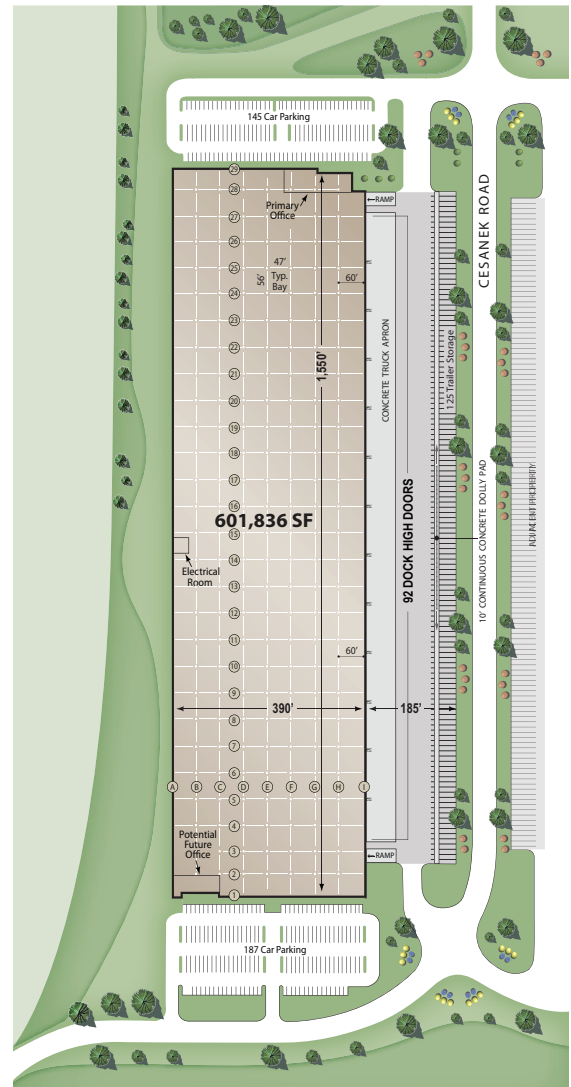 145 Car Parking
29
28
27
26
25
24
23
22
21
20
19
18
17
16
15
14
13
12
11
10
9
8
7
6
5
4
3
2
1
Primary
Office
←RAMP
47'
Typ.
Bay
56'
60'
1,550'
CONCRETE TRUCK APRON
125 Trailer Storage
CESANEK ROAD
601,836 SF
92 DOCK HIGH DOORS
10' CONTINUOUS CONCRETE DOLLY PAD
ADJACENT PROPERTY
Electrical
Room
60'
390'
185'
A B C D E F G H I
Potential
Future
Office
←RAMP
187 Car Parking